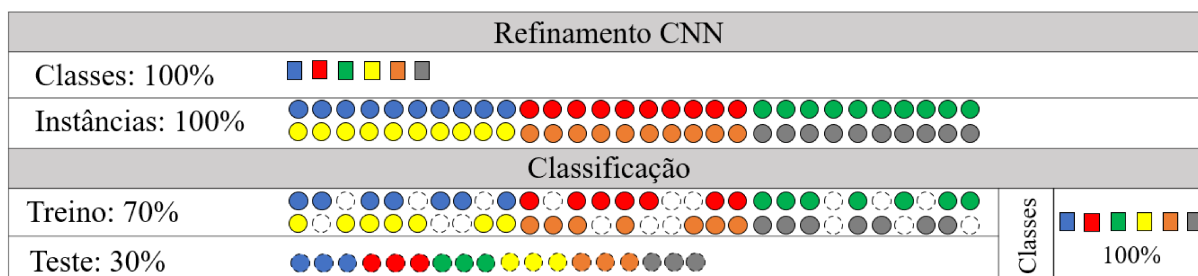 Refinamento CNN
Classes: 100%
Instâncias: 100%
Classificação
Treino: 70%
Teste: 30%
Classes
100%